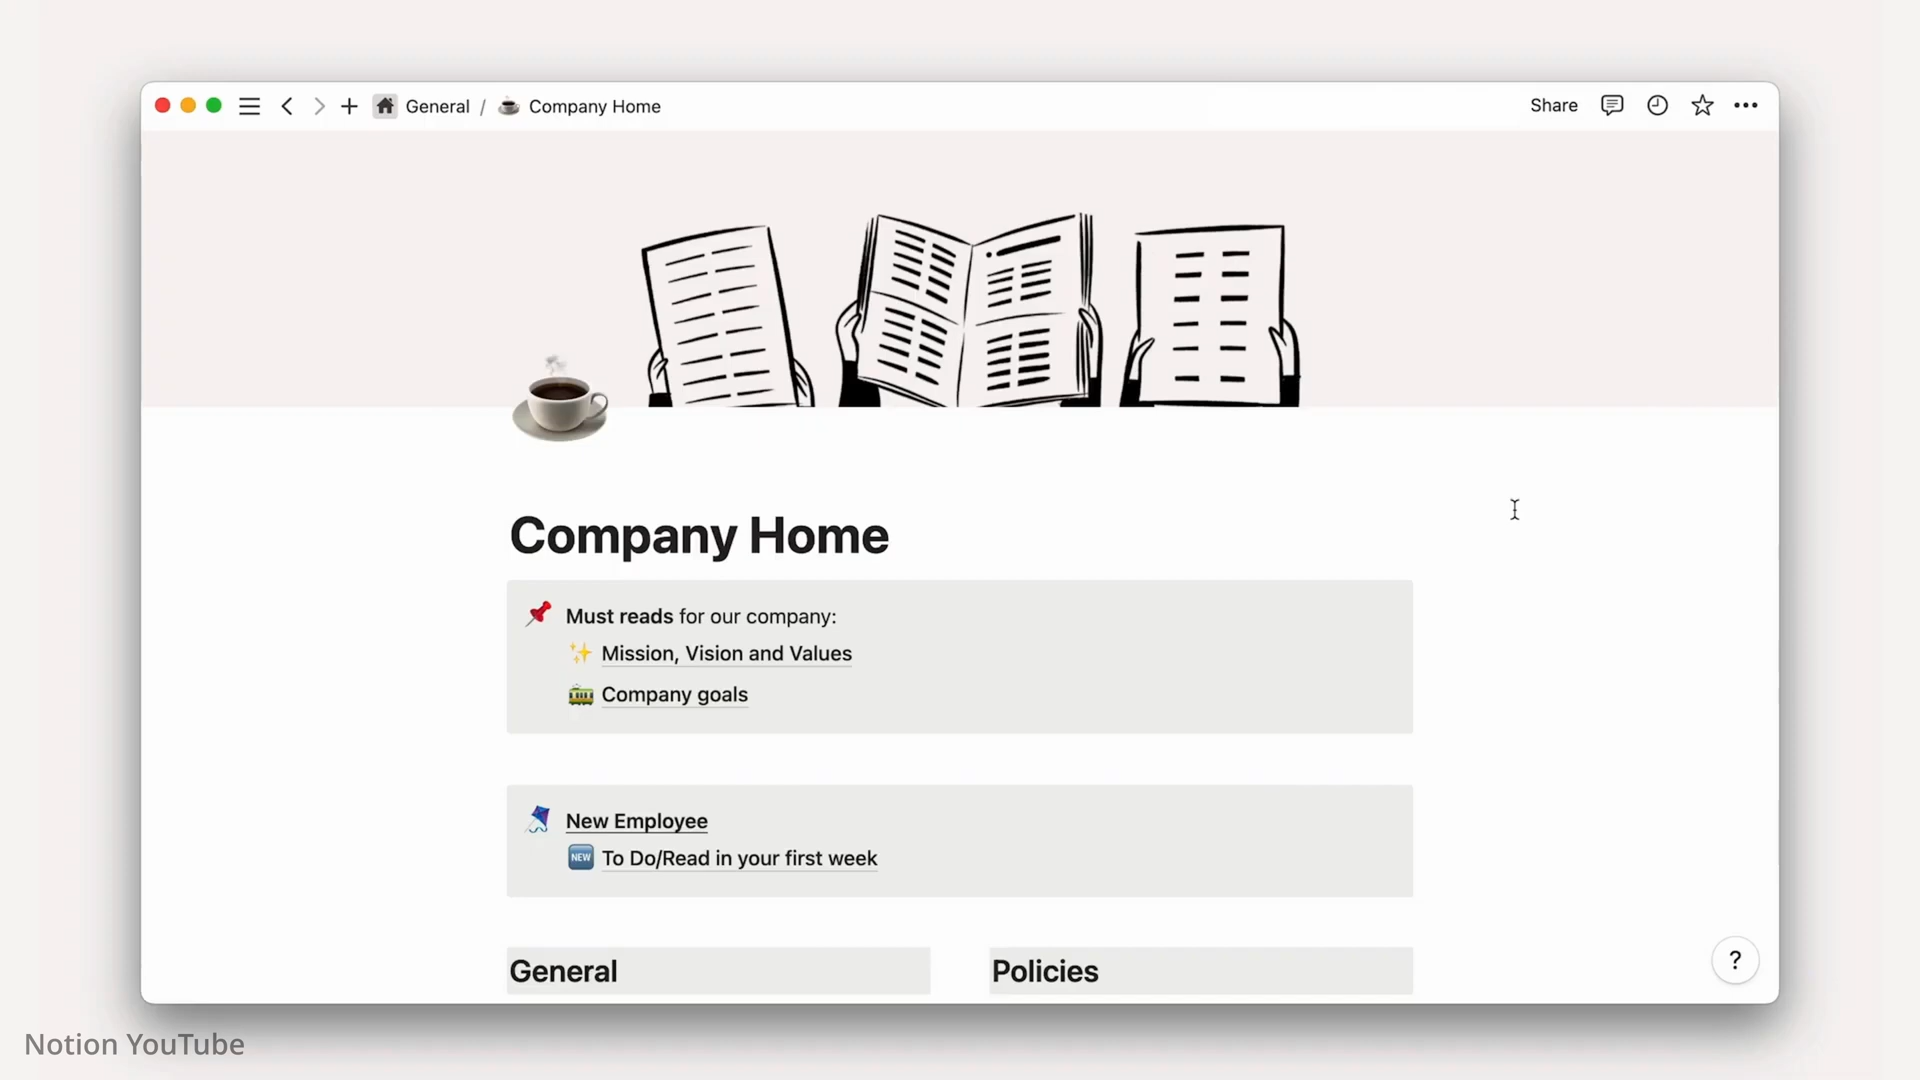 General / Company Home
Share
Company Home
Must reads for our company:
Mission, Vision and Values
Company goals
New Employee
NEW To Do/Read in your first week
General
Policies
?
Notion YouTube